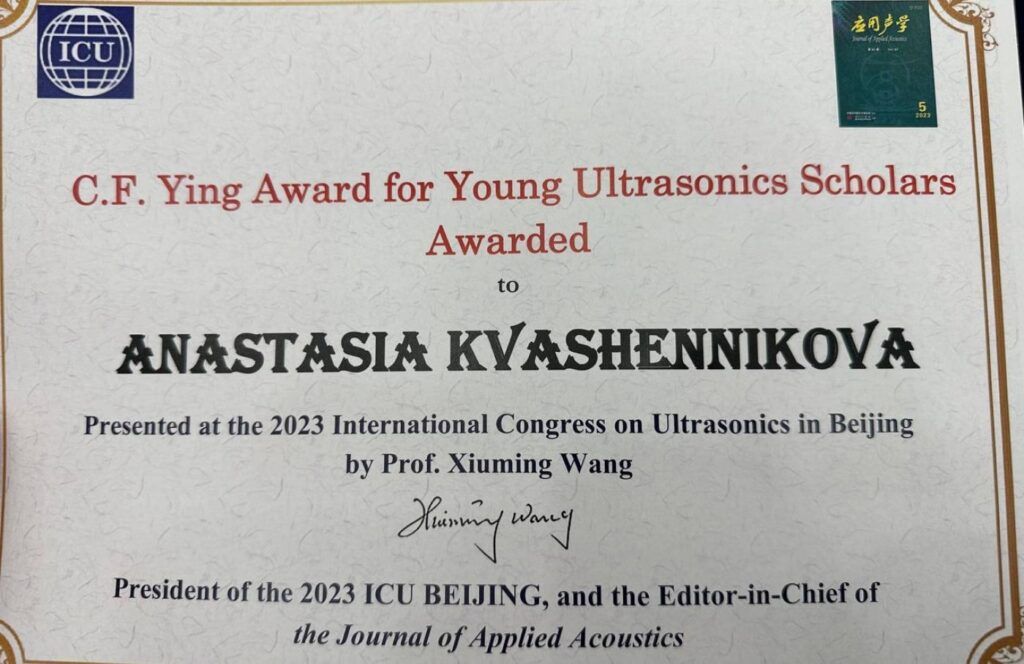 ICU
应用声学
Journal of Applied Acoustics
5
2023
C.F. Ying Award for Young Ultrasonics Scholars
Awarded
to
ANASTASIA KVASHENNIKOVA
Presented at the 2023 International Congress on Ultrasonics in Beijing
by Prof. Xiuming Wang
Xiuming Wang
President of the 2023 ICU BEIJING, and the Editor-in-Chief of
the Journal of Applied Acoustics